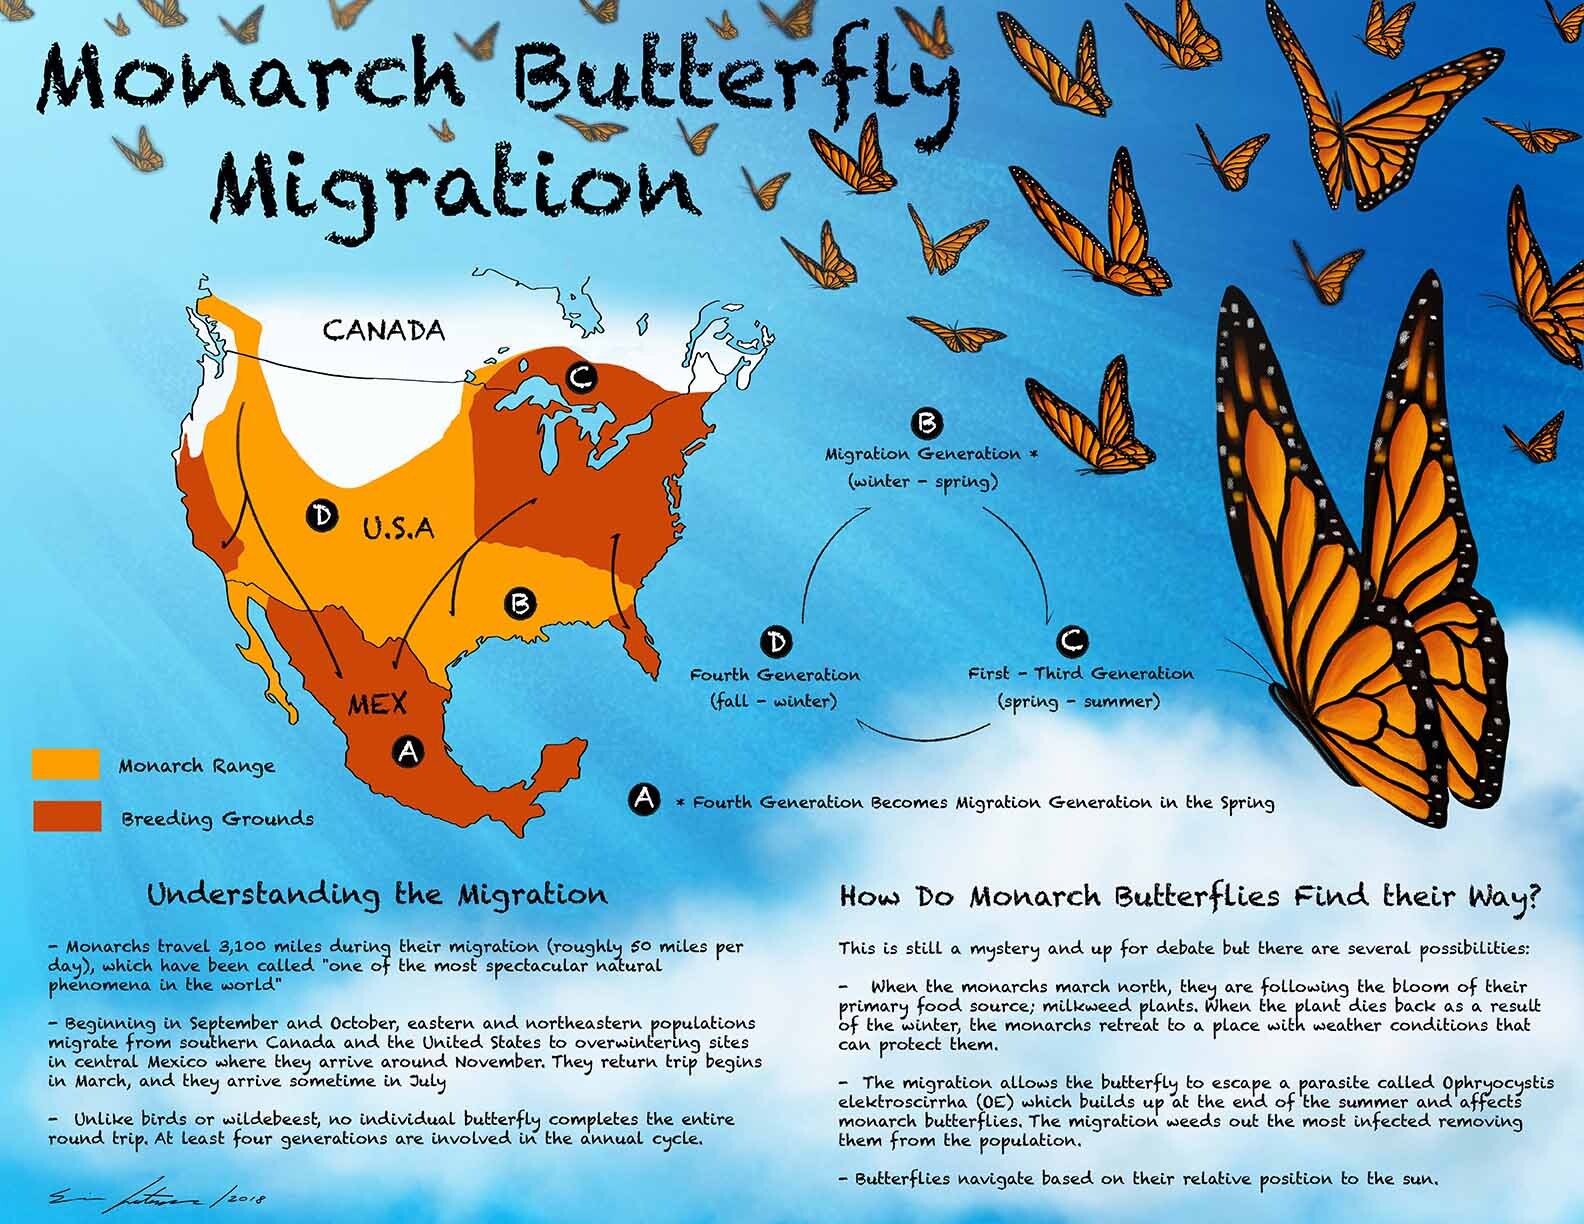 Monarch Butterfly
Migration
CANADA
C
D
U.S.A
B
MEX
A
Monarch Range
Breeding Grounds
B
Migration Generation *
(winter - spring)
D
Fourth Generation
(fall - winter)
C
First - Third Generation
(spring - summer)
A * Fourth Generation Becomes Migration Generation in the Spring
Understanding the Migration
- Monarchs travel 3,100 miles during their migration (roughly 50 miles per
day), which have been called "one of the most spectacular natural
phenomena in the world"
- Beginning in September and October, eastern and northeastern populations
migrate from southern Canada and the United States to overwintering sites
in central Mexico where they arrive around November. They return trip begins
in March, and they arrive sometime in July
- Unlike birds or wildebeest, no individual butterfly completes the entire
round trip. At least four generations are involved in the annual cycle.
/2018
How Do Monarch Butterflies Find their Way?
This is still a mystery and up for debate but there are several possibilities:
- When the monarchs march north, they are following the bloom of their
primary food source; milkweed plants. When the plant dies back as a result
of the winter, the monarchs retreat to a place with weather conditions that
can protect them.
- The migration allows the butterfly to escape a parasite called Ophryocystis
elektroscirrha (OE) which builds up at the end of the summer and affects
monarch butterflies. The migration weeds out the most infected removing
them from the population.
- Butterflies navigate based on their relative position to the sun.